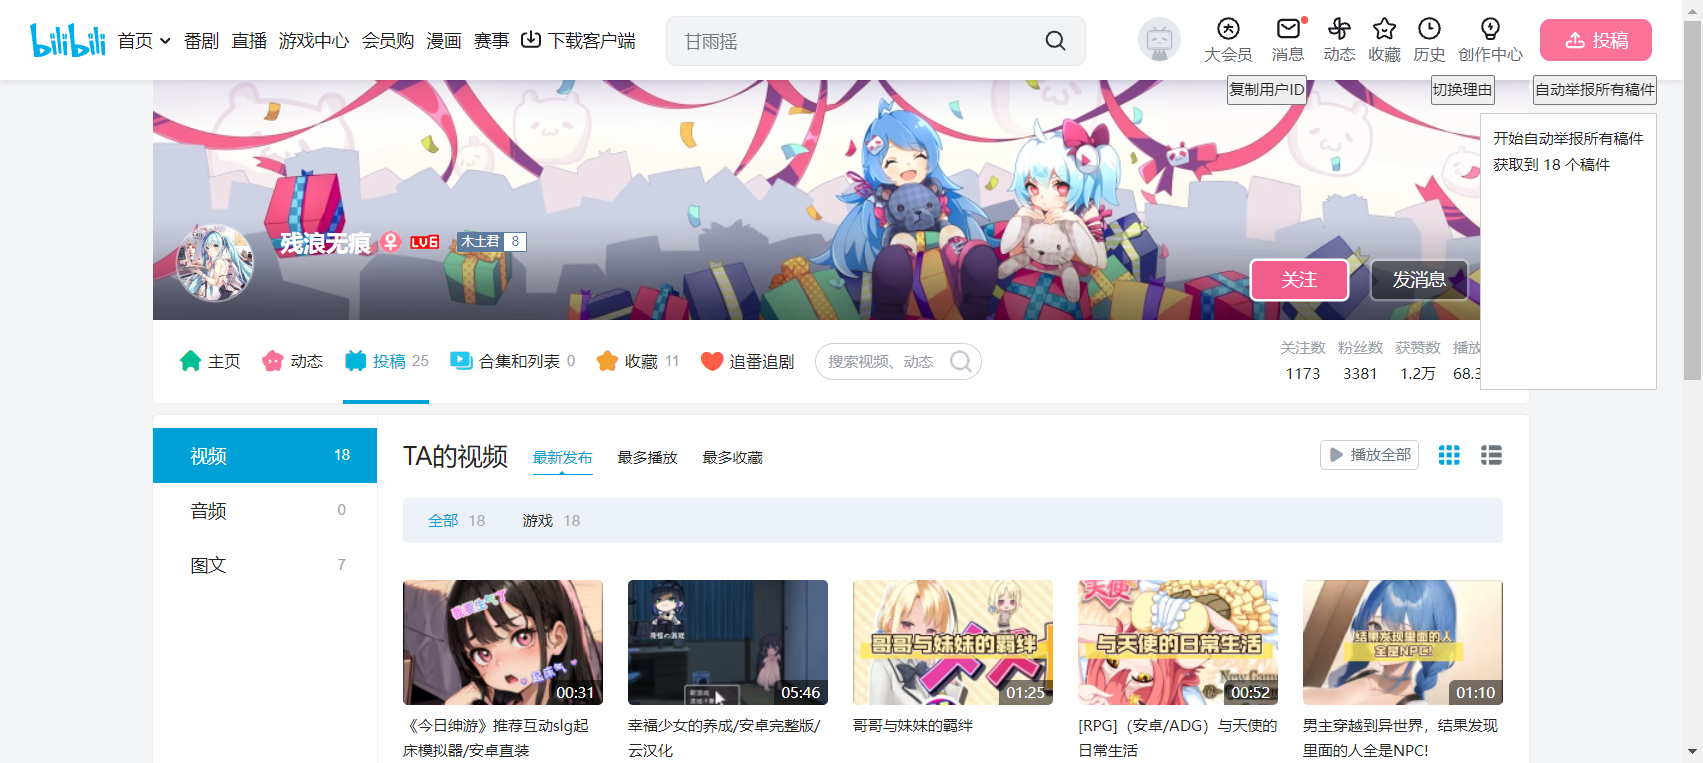 bilibili
首页 番剧 直播 游戏中心 会员购 漫画 赛事 下载客户端
甘雨摇
大会员 消息 动态 收藏 历史 创作中心
投稿
复制用户ID 切换理由 自动举报所有稿件
开始自动举报所有稿件
获取到 18 个稿件
残浪无痕 LV6 木土君 8
关注 发消息
主页 动态 投稿 25 合集和列表 0 收藏 11 追番追剧 搜索视频、动态
关注数 粉丝数 获赞数 播放
1173 3381 1.2万 68.3
视频 18
音频 0
图文 7
TA的视频 最新发布 最多播放 最多收藏 播放全部
全部 18 游戏 18
我要生气了
起床气
00:31
05:46
哥哥与妹妹的羁绊
01:25
天使
与天使的日常生活
New Game
00:52
结果发现里面的人
全是NPC!
01:10
《今日绅游》推荐互动slg起
床模拟器/安卓直装
幸福少女的养成/安卓完整版/
云汉化
哥哥与妹妹的羁绊
[RPG]（安卓/ADG）与天使的
日常生活
男主穿越到异世界，结果发现
里面的人全是NPC!